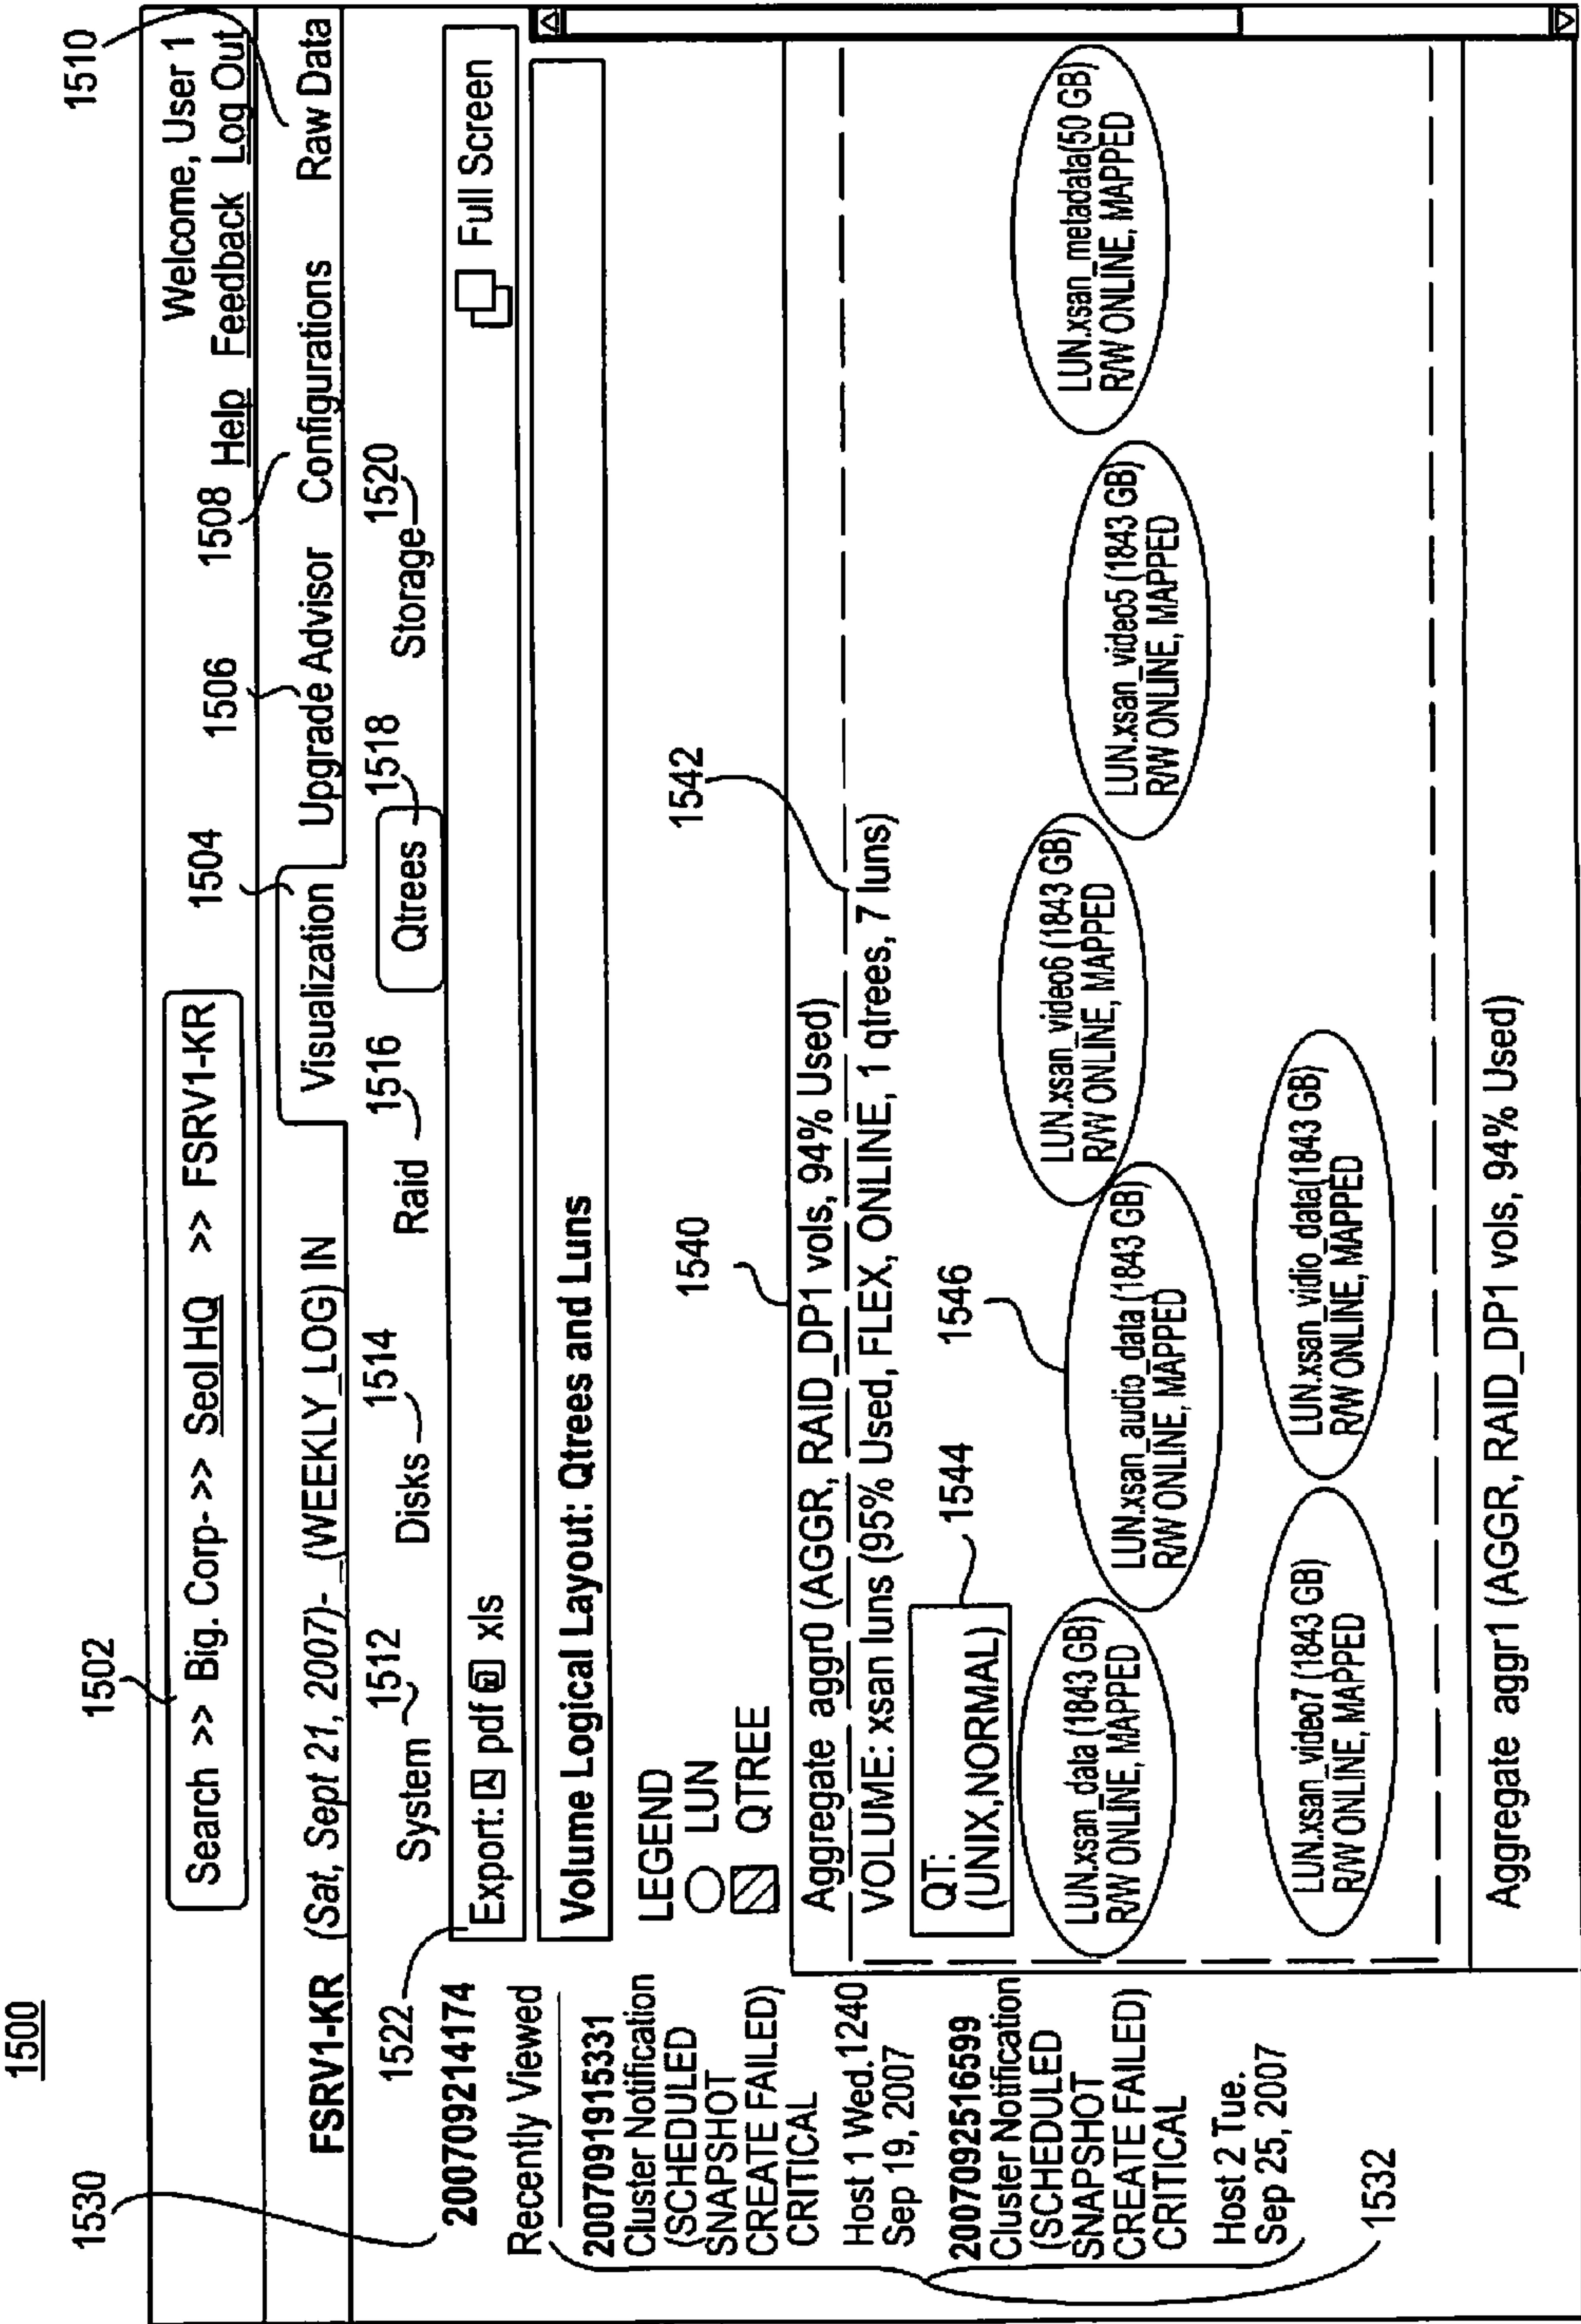 1500
1510
Welcome, User 1
1502
Search >> Big. Corp- >> Seol HQ >> FSRV1-KR
1504
1506
1508
Help Feedback Log Out
1530
FSRV1-KR (Sat, Sept 21, 2007)- (WEEKLY_LOG) IN
Visualization
Upgrade Advisor
Configurations
Raw Data
1522
System 1512
Disks 1514
Raid 1516
Qtrees 1518
Storage 1520
200709214174
Export: pdf xls
Full Screen
Recently Viewed
Volume Logical Layout: Qtrees and Luns
2007091915331
Cluster Notification
(SCHEDULED
SNAPSHOT
CREATE FAILED)
CRITICAL
Host 1 Wed.1240
Sep 19, 2007
200709251 6599
Cluster Notification
(SCHEDULED
SNAPSHOT
CREATE FAILED)
CRITICAL
Host 2 Tue.
Sep 25, 2007
1532
LEGEND
LUN
QTREE
1540
1542
Aggregate aggr0 (AGGR, RAID_DP1 vols, 94% Used)
VOLUME: xsan luns (95% Used, FLEX, ONLINE, 1 qtrees, 7 luns)
1544
1546
QT:
(UNIX,NORMAL)
LUN.xsan_data (1843 GB)
R/W ONLINE, MAPPED
LUN.xsan_audio_data (1843 GB)
R/W ONLINE, MAPPED
LUN.xsan_video6 (1843 GB)
R/W ONLINE, MAPPED
LUN.xsan_video5 (1843 GB)
R/W ONLINE, MAPPED
LUN.xsan_metadata(50 GB)
R/W ONLINE, MAPPED
LUN.xsan_video7 (1843 GB)
R/W ONLINE, MAPPED
LUN.xsan_vidio_data(1843 GB)
R/W ONLINE, MAPPED
Aggregate aggr1 (AGGR, RAID_DP1 vols, 94% Used)